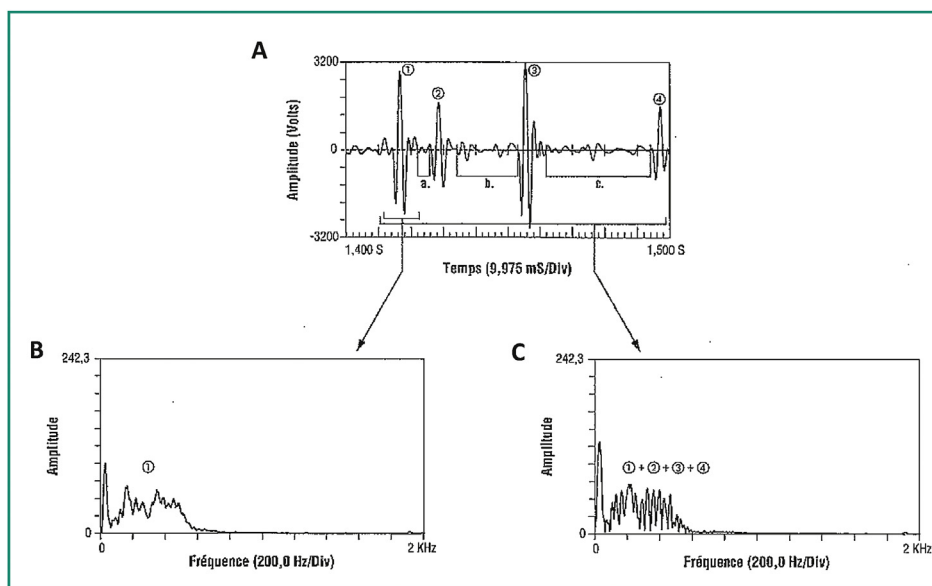 A
3200
0
-3200
Amplitude (Volts)
① ② ③ ④
a. b. c.
1,400 S 1,500 S
Temps (9,975 mS/Div)
B
242,3
0
Amplitude
①
0 2 KHz
Fréquence (200,0 Hz/Div)
C
242,3
0
Amplitude
① + ② + ③ + ④
0 2 KHz
Fréquence (200,0 Hz/Div)